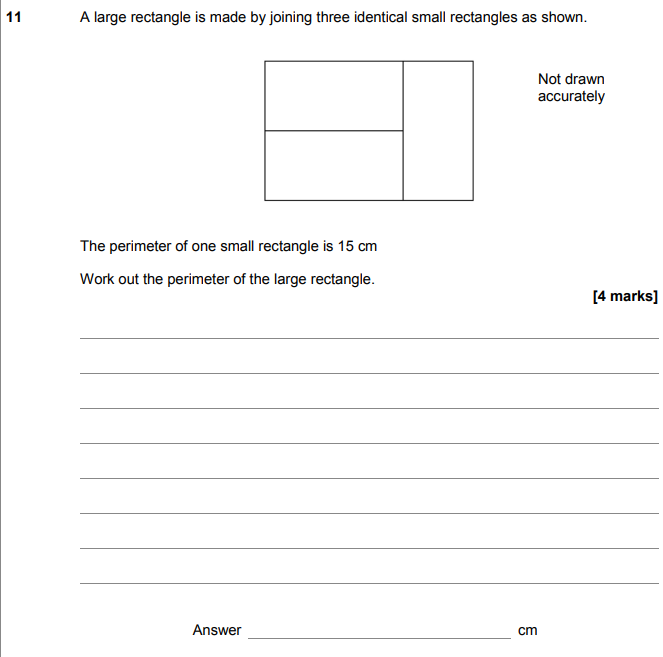 11 A large rectangle is made by joining three identical small rectangles as shown.
Not drawn
accurately
The perimeter of one small rectangle is 15 cm
Work out the perimeter of the large rectangle.
[4 marks]
Answer cm